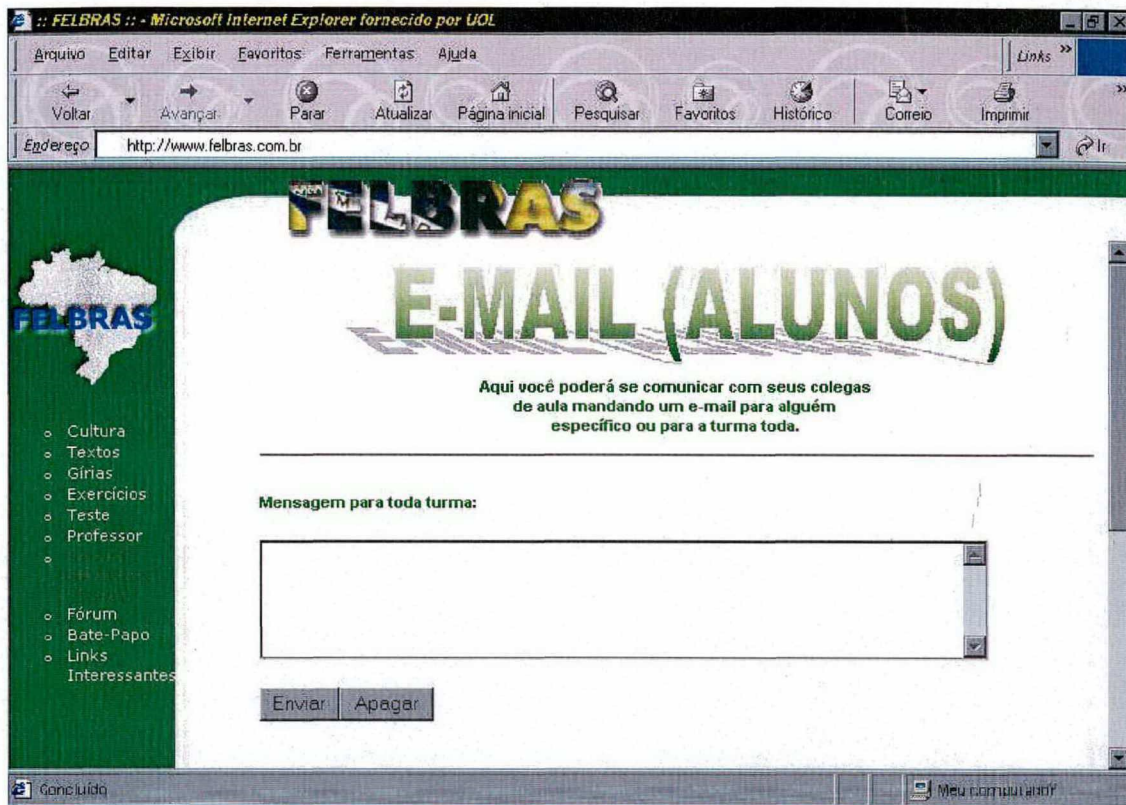 :: FELBRAS :: - Microsoft Internet Explorer fornecido por UOL
Arquivo Editar Exibir Favoritos Ferramentas Ajuda Links »
Voltar Avançar Parar Atualizar Página inicial Pesquisar Favoritos Histórico Correio Imprimir »
Endereço http://www.felbras.com.br Ir
FELBRAS
E-MAIL (ALUNOS)
FELBRAS
Aqui você poderá se comunicar com seus colegas
de aula mandando um e-mail para alguém
específico ou para a turma toda.
Cultura
Textos
Gírias
Exercícios
Teste
Professor
Fórum
Bate-Papo
Links
Interessantes
Mensagem para toda turma:
Enviar Apagar
Concluído Meu computador